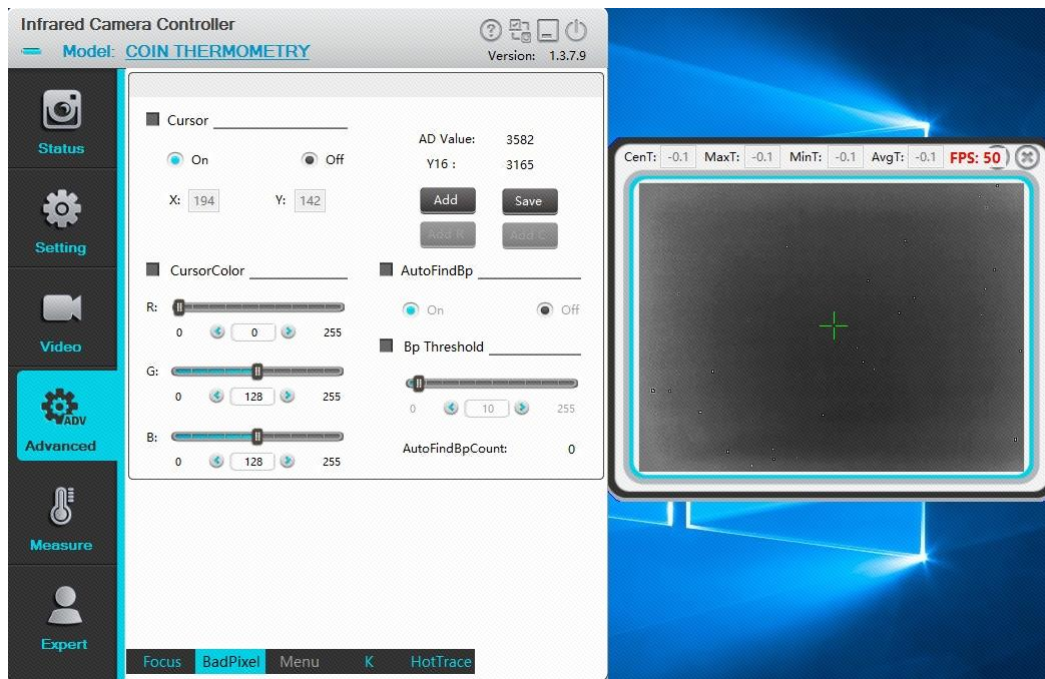 Infrared Camera Controller
Model: COIN THERMOMETRY
Version: 1.3.7.9
Status
Setting
Video
ADV
Advanced
Measure
Expert
Cursor
On Off
X: 194 Y: 142
AD Value: 3582
Y16 : 3165
Add Save
Add R Add C
CursorColor
R:
0 0 255
G:
0 128 255
B:
0 128 255
AutoFindBp
On Off
Bp Threshold
0 10 255
AutoFindBpCount: 0
Focus BadPixel Menu K HotTrace
CenT: -0.1 MaxT: -0.1 MinT: -0.1 AvgT: -0.1 FPS: 50